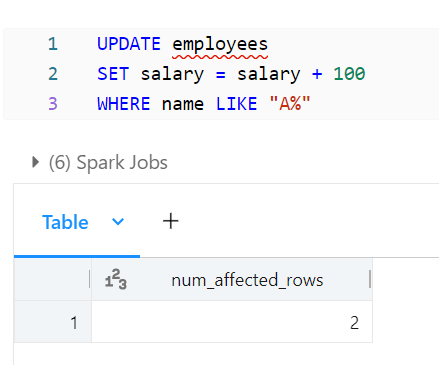 1 UPDATE employees
2 SET salary = salary + 100
3 WHERE name LIKE "A%"
(6) Spark Jobs
Table +
123 num_affected_rows
1 2